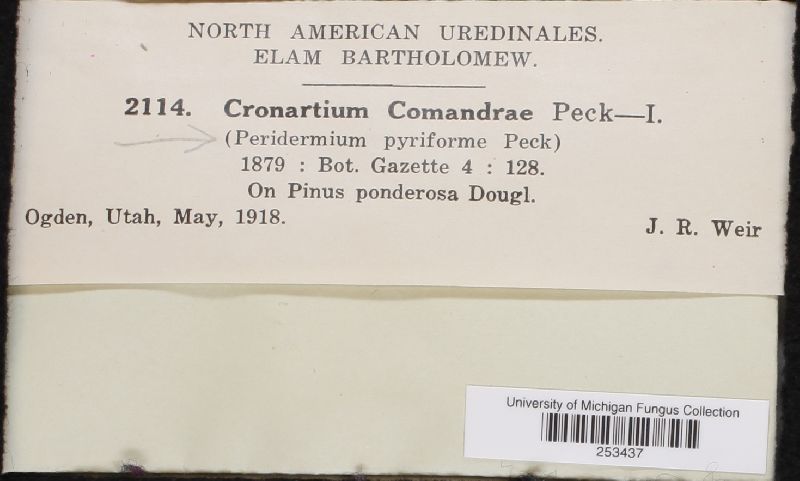 NORTH AMERICAN UREDINALES.
ELAM BARTHOLOMEW.
2114. Cronartium Comandrae Peck—I.
(Peridermium pyriforme Peck)
1879 : Bot. Gazette 4 : 128.
On Pinus ponderosa Dougl.
Ogden, Utah, May, 1918.
J. R. Weir
University of Michigan Fungus Collection
253437